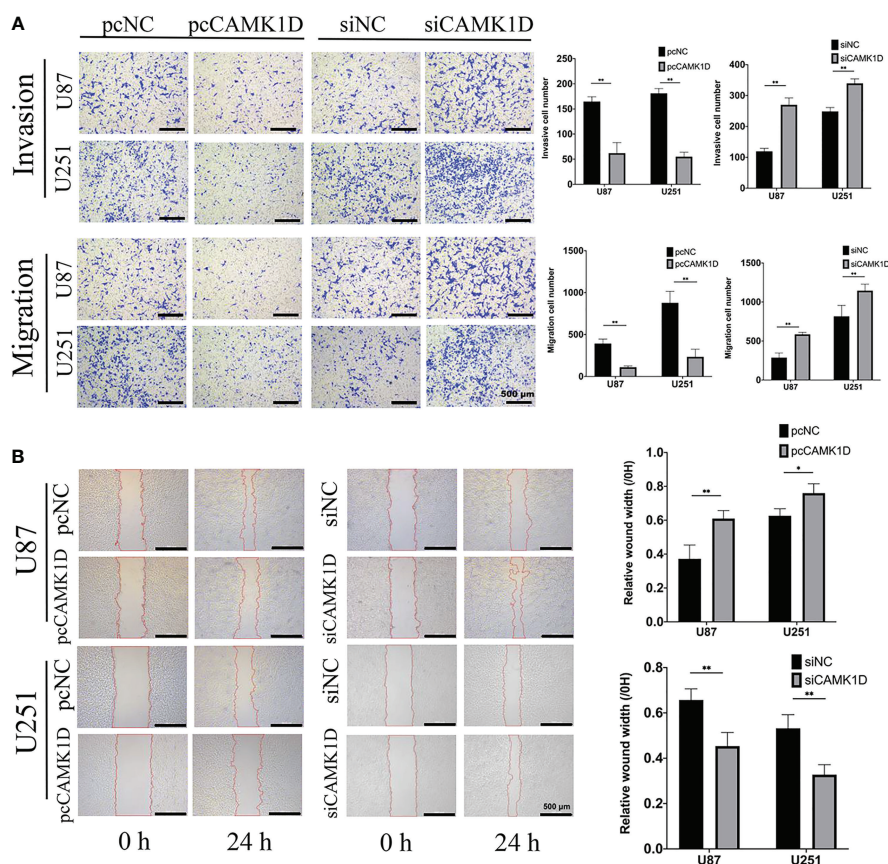 A
pcNC pcCAMK1D siNC siCAMK1D
Invasion
U87
U251
Migration
U87
U251
500 μm
pcNC
pcCAMK1D
Invasive cell number
250
200
150
100
50
0
**
**
U87 U251
siNC
siCAMK1D
Invasive cell number
400
300
200
100
0
**
**
U87 U251
pcNC
pcCAMK1D
Migration cell number
1500
1000
500
0
**
**
U87 U251
siNC
siCAMK1D
Migration cell number
1500
1000
500
0
**
**
U87 U251
B
U87
pcNC
pcCAMK1D
U251
pcNC
pcCAMK1D
siNC
siCAMK1D
siNC
siCAMK1D
500 μm
0 h 24 h 0 h 24 h
pcNC
pcCAMK1D
Relative wound width (/0H)
1.0
0.8
0.6
0.4
0.2
0.0
**
*
U87 U251
siNC
siCAMK1D
Relative wound width (/0H)
0.8
0.6
0.4
0.2
0.0
**
**
U87 U251